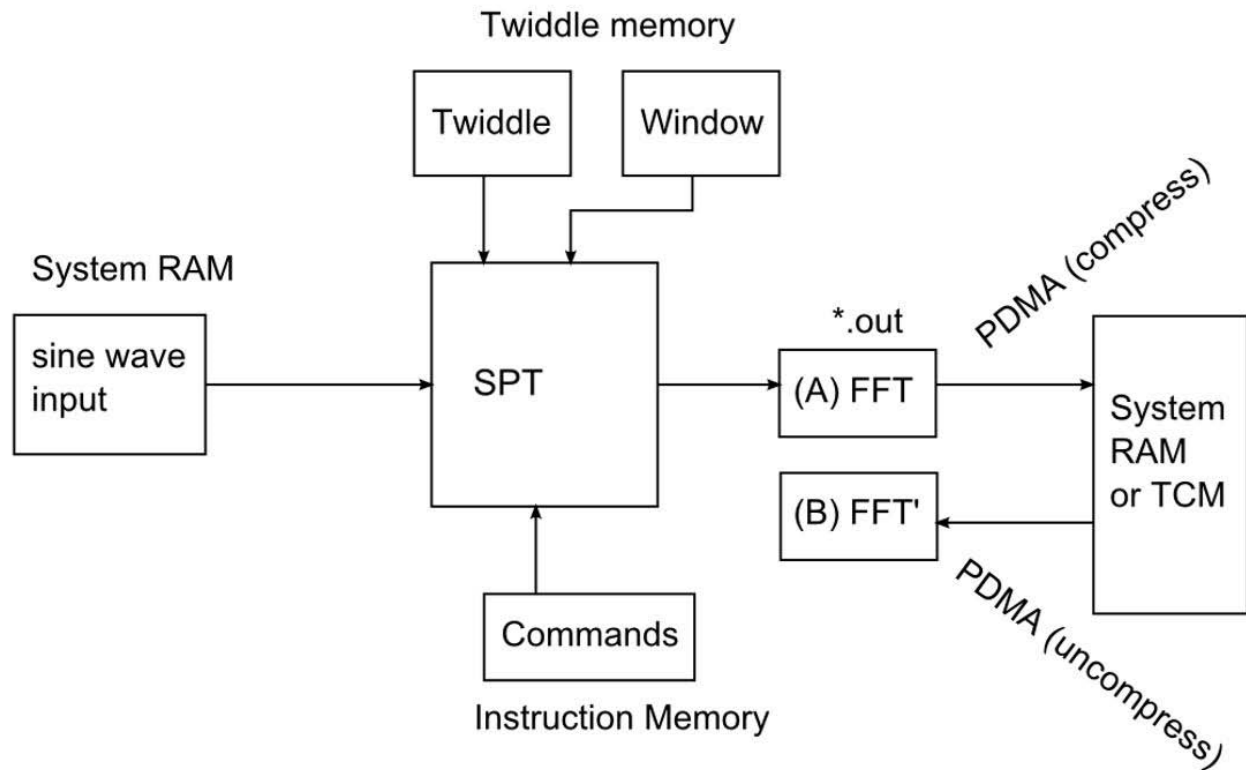 Twiddle memory
Twiddle
Window
System RAM
sine wave
input
SPT
*.out
(A) FFT
(B) FFT'
PDMA (compress)
System
RAM
or TCM
PDMA (uncompress)
Commands
Instruction Memory